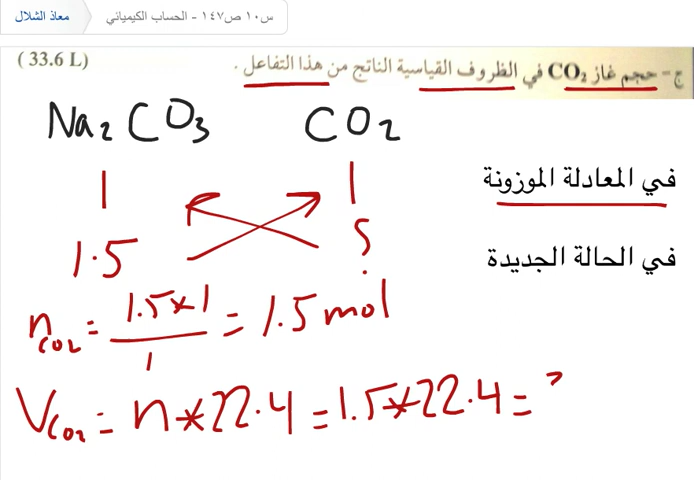 س١٠ ص١٤٧ - الحساب الكيميائي معاذ الشلال
ج - حجم غاز CO₂ في الظروف القياسية الناتج من هذا التفاعل . (33.6 L)
Na₂CO₃ CO₂
1 1 في المعادلة الموزونة
1.5 ? في الحالة الجديدة
n CO₂ = 1.5*1 / 1 = 1.5 mol
V CO₂ = n*22.4 = 1.5*22.4 =